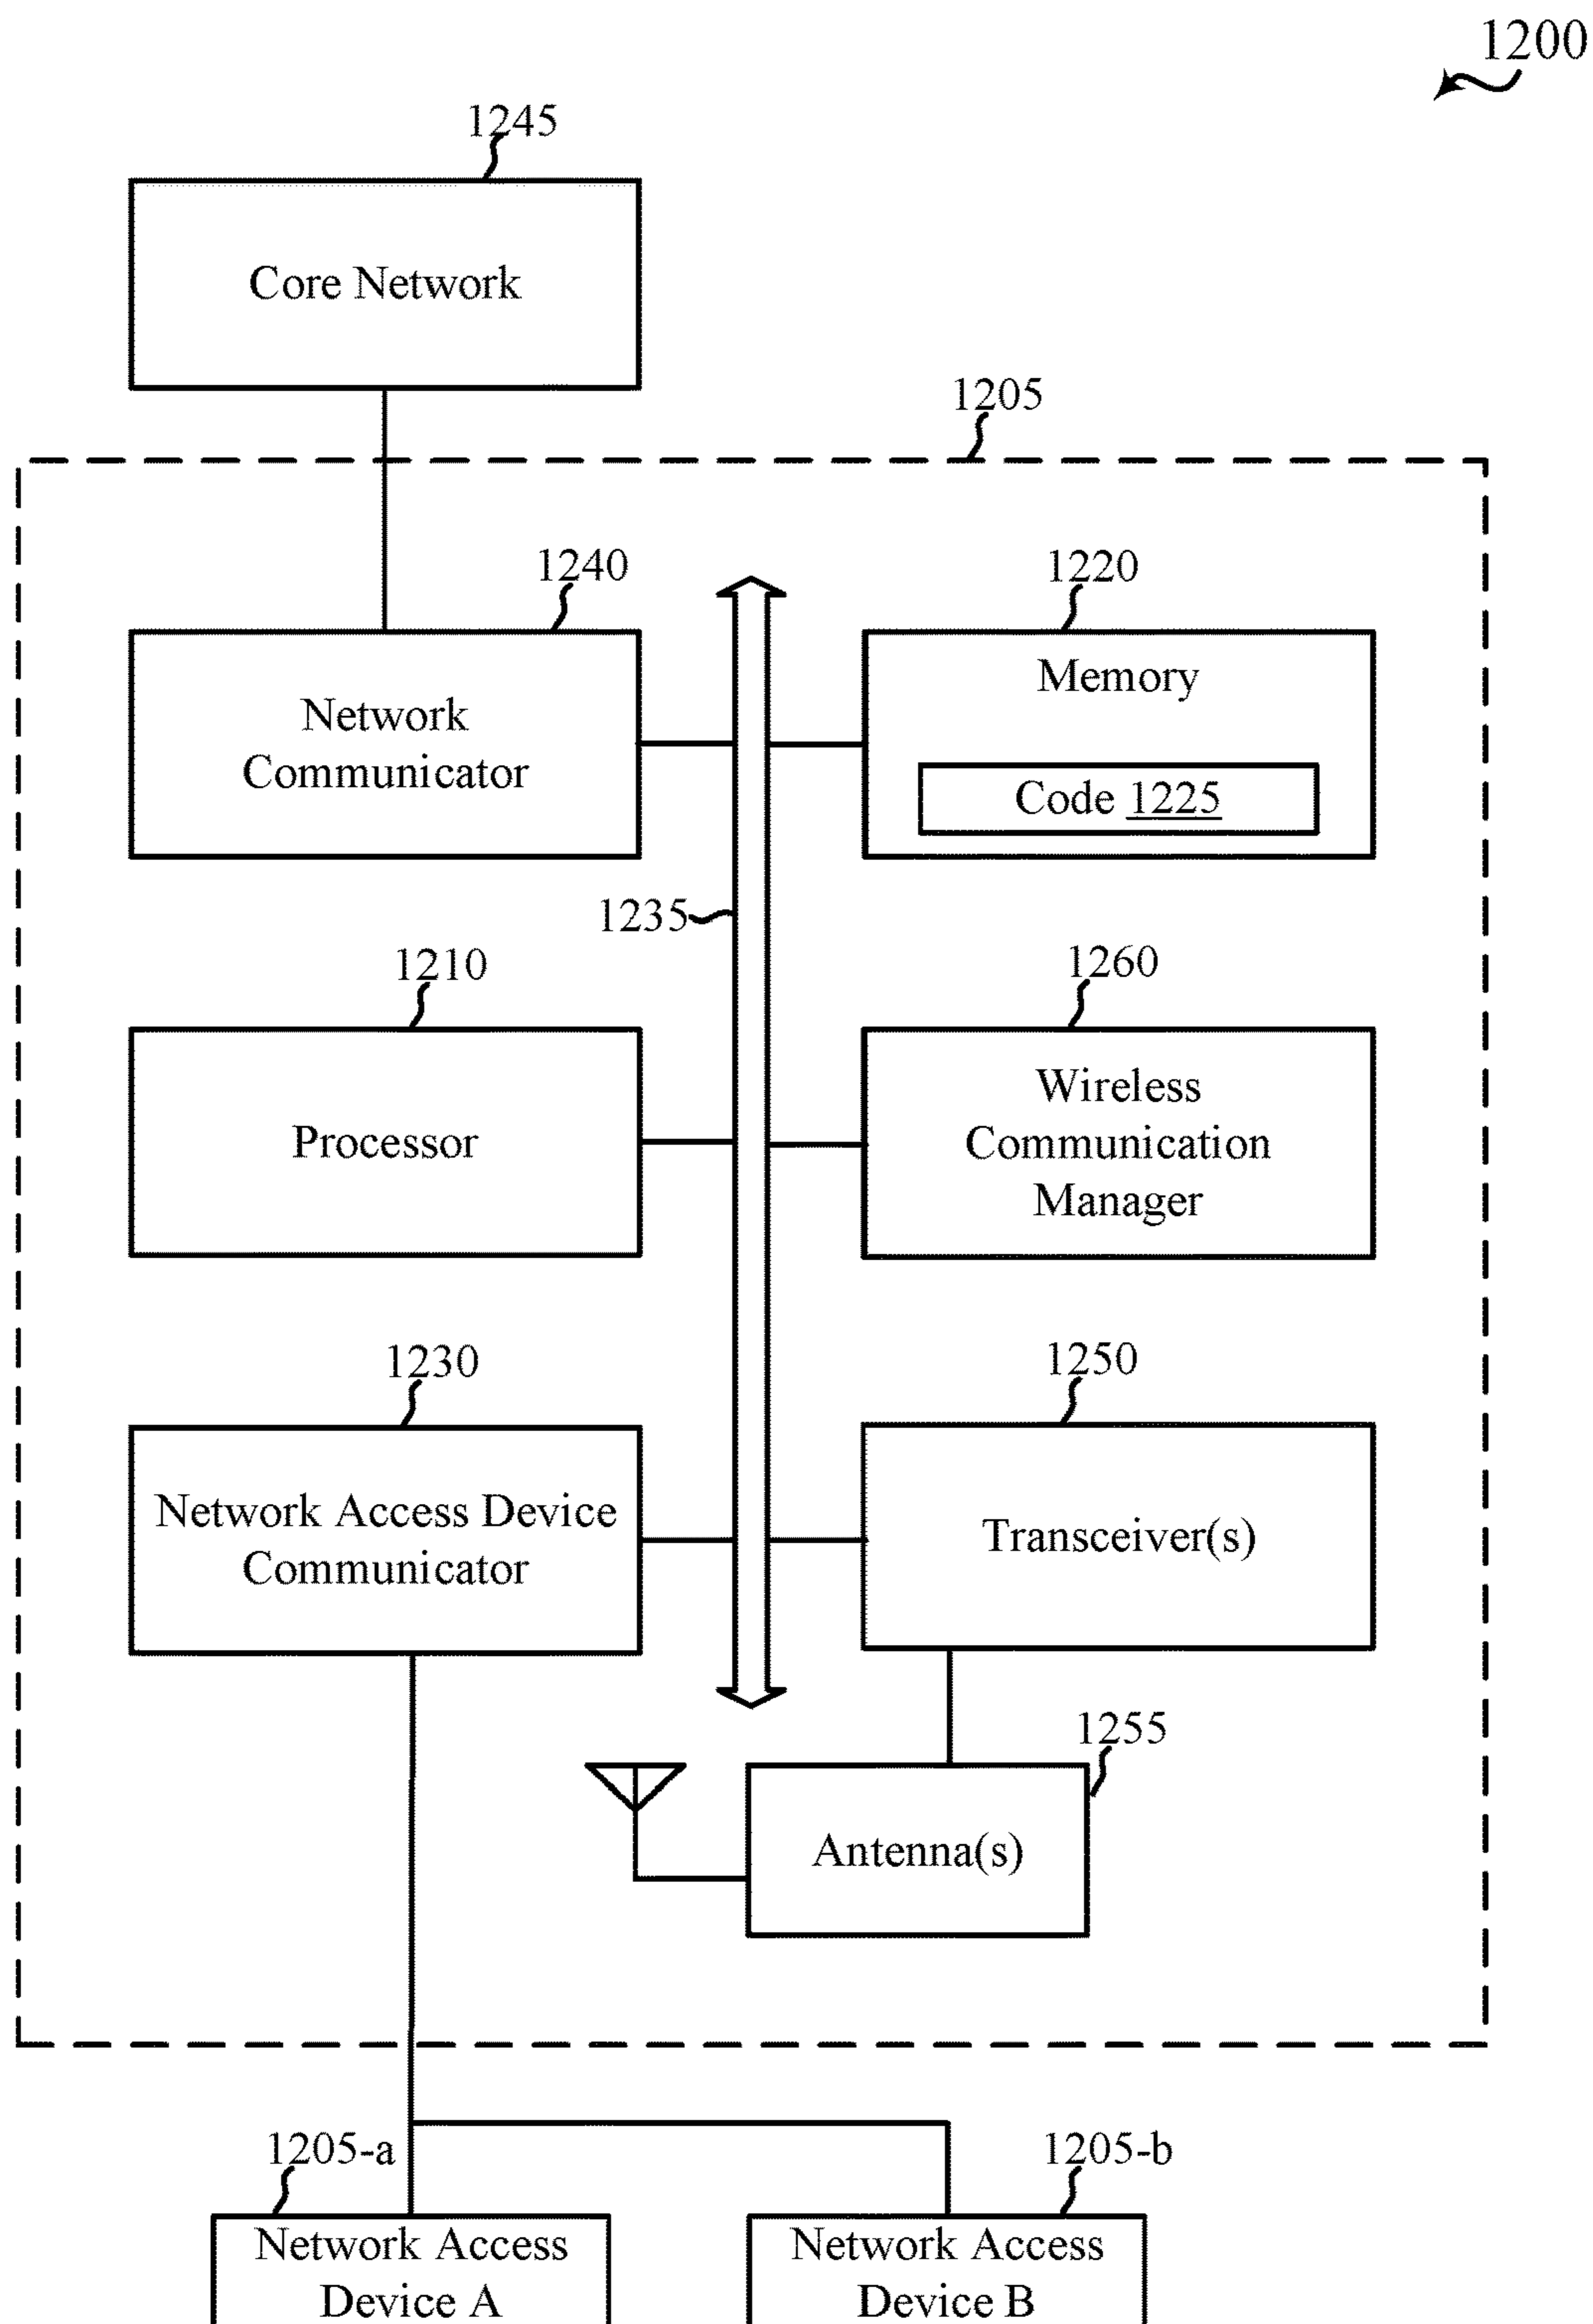 1200
1245
Core Network
1205
1240
Network
Communicator
1220
Memory
Code 1225
1235
1210
Processor
1260
Wireless
Communication
Manager
1230
Network Access Device
Communicator
1250
Transceiver(s)
1255
Antenna(s)
1205-a
Network Access
Device A
1205-b
Network Access
Device B